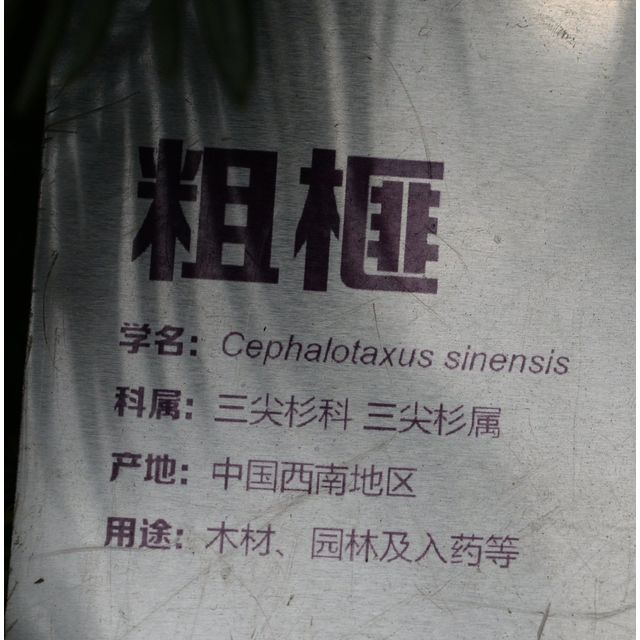 粗榧
学名：Cephalotaxus sinensis
科属：三尖杉科 三尖杉属
产地：中国西南地区
用途：木材、园林及入药等